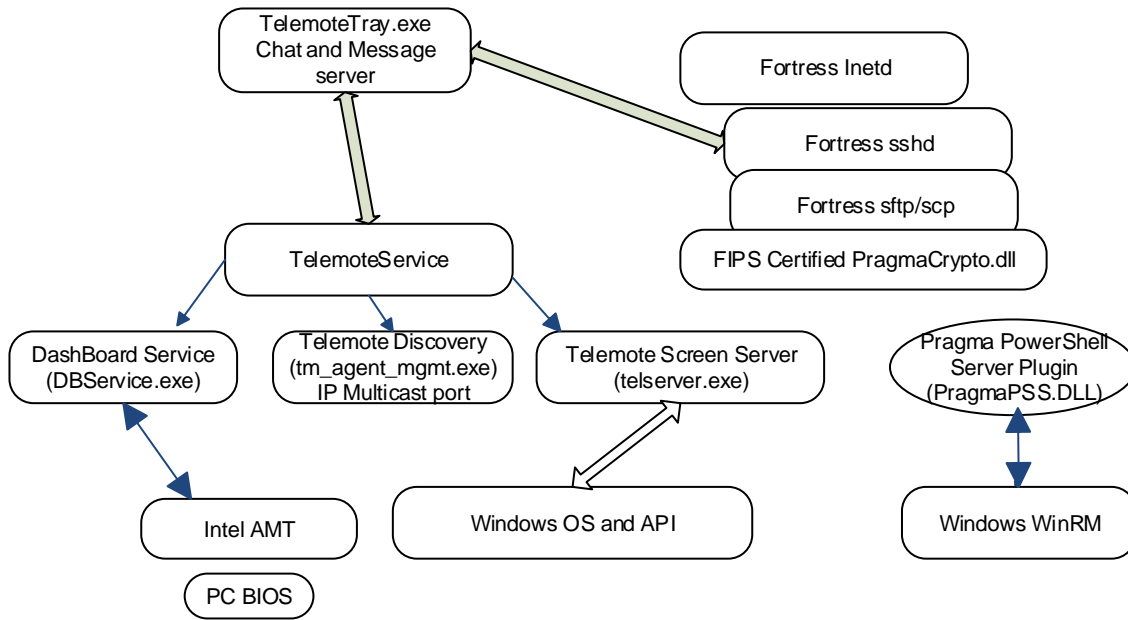 TelemoteTray.exe
Chat and Message
server
Fortress Inetd
Fortress sshd
Fortress sftp/scp
FIPS Certified PragmaCrypto.dll
TelemoteService
DashBoard Service
(DBService.exe)
Telemote Discovery
(tm_agent_mgmt.exe)
IP Multicast port
Telemote Screen Server
(telserver.exe)
Pragma PowerShell
Server Plugin
(PragmaPSS.DLL)
Intel AMT
Windows OS and API
Windows WinRM
PC BIOS